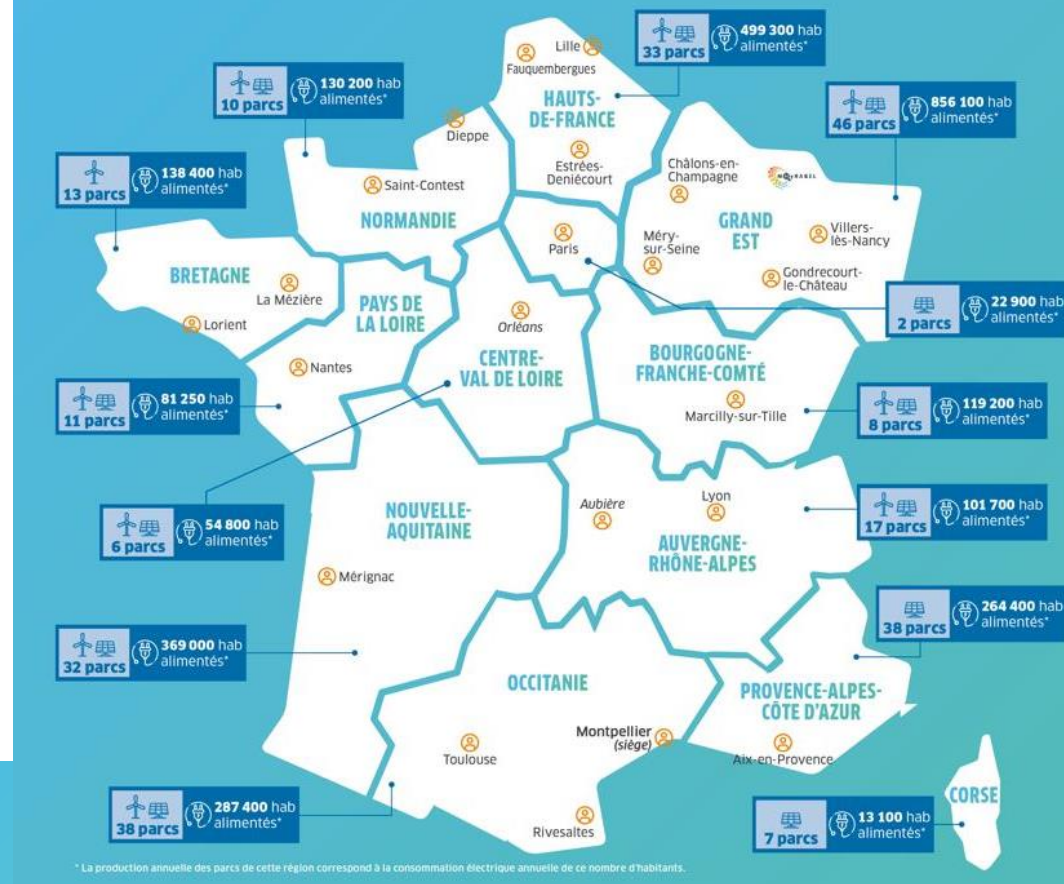 33 parcs
499 300 hab
alimentés*
Lille
Fauquembergues
HAUTS-
DE-FRANCE
Estrées-
Deniécourt
10 parcs
130 200 hab
alimentés*
Dieppe
Saint-Contest
NORMANDIE
46 parcs
856 100 hab
alimentés*
Châlons-en-
Champagne
GRAND
EST
Méry-
sur-Seine
Villers-
lès-Nancy
Gondrecourt-
le-Château
13 parcs
138 400 hab
alimentés*
BRETAGNE
La Mézière
Lorient
Paris
2 parcs
22 900 hab
alimentés*
PAYS DE
LA LOIRE
Nantes
Orléans
CENTRE-
VAL DE LOIRE
BOURGOGNE-
FRANCHE-COMTÉ
Marcilly-sur-Tille
11 parcs
81 250 hab
alimentés*
8 parcs
119 200 hab
alimentés*
6 parcs
54 800 hab
alimentés*
NOUVELLE-
AQUITAINE
Mérignac
Aubière
Lyon
AUVERGNE-
RHÔNE-ALPES
17 parcs
101 700 hab
alimentés*
32 parcs
369 000 hab
alimentés*
38 parcs
264 400 hab
alimentés*
OCCITANIE
Toulouse
Montpellier
(siège)
Rivesaltes
PROVENCE-ALPES-
CÔTE D'AZUR
Aix-en-Provence
38 parcs
287 400 hab
alimentés*
7 parcs
13 100 hab
alimentés*
CORSE
* La production annuelle des parcs de cette région correspond à la consommation électrique annuelle de ce nombre d'habitants.